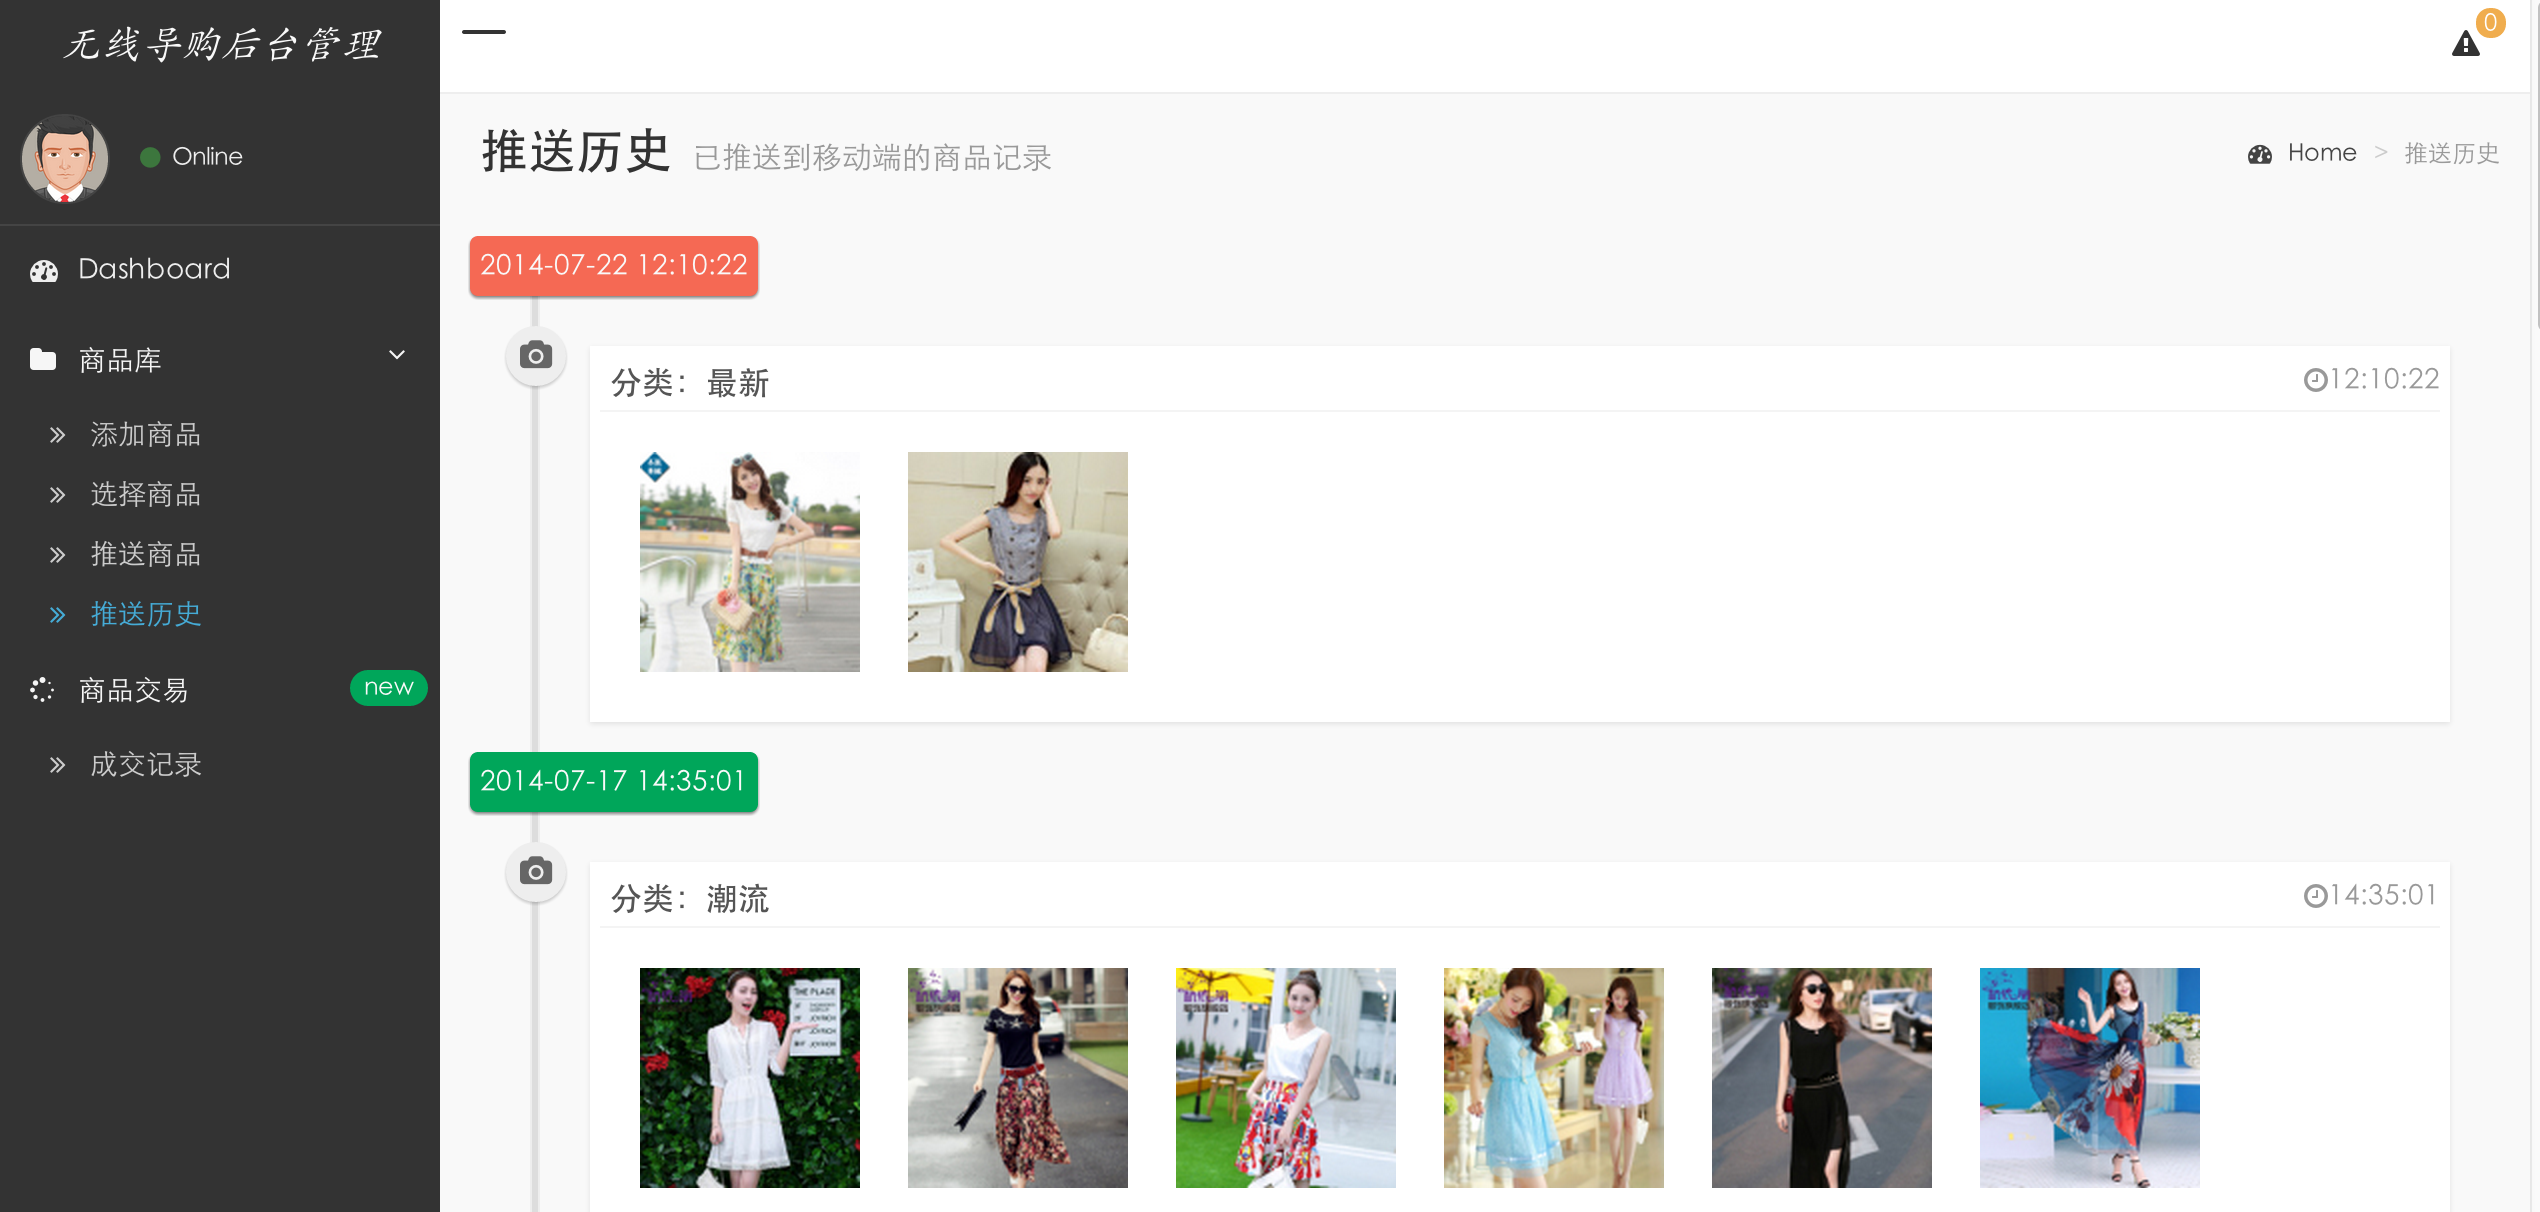 无线导购后台管理
0
Online
推送历史 已推送到移动端的商品记录
Home > 推送历史
Dashboard
商品库
添加商品
选择商品
推送商品
推送历史
商品交易 new
成交记录
2014-07-22 12:10:22
分类：最新
12:10:22
2014-07-17 14:35:01
分类：潮流
14:35:01
THE PLACE